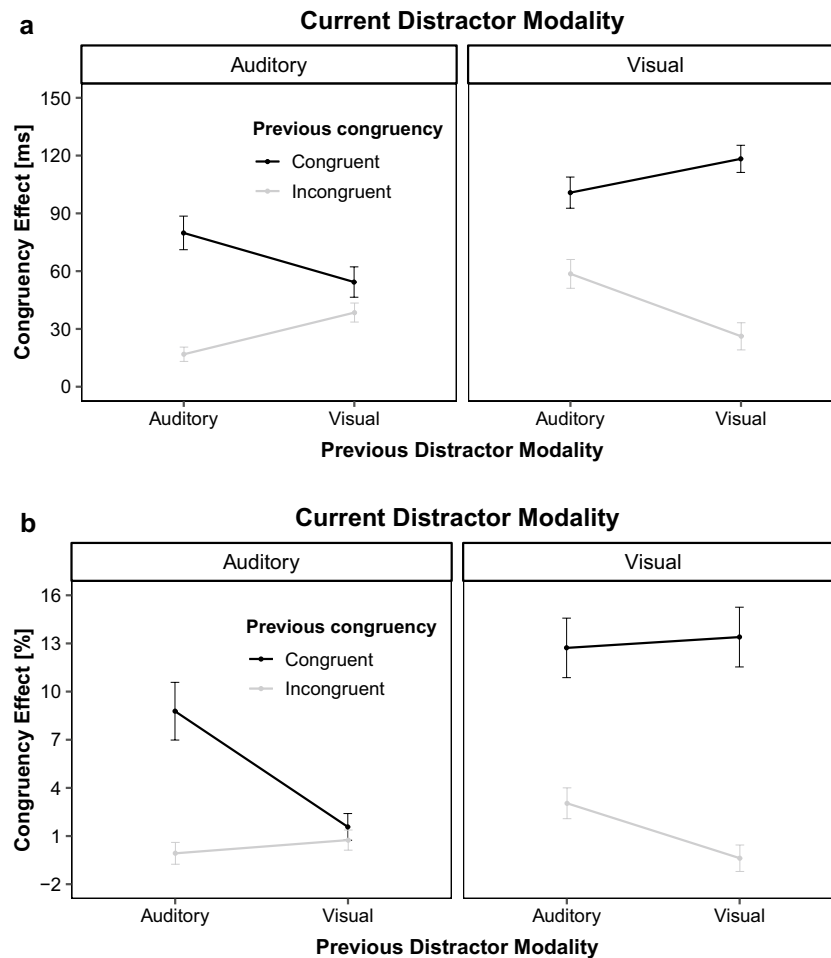 a
Current Distractor Modality
Auditory
Visual
Congruency Effect [ms]
150
120
90
60
30
0
Previous congruency
Congruent
Incongruent
Auditory
Visual
Auditory
Visual
Previous Distractor Modality
b
Current Distractor Modality
Auditory
Visual
Congruency Effect [%]
16
13
10
7
4
1
−2
Previous congruency
Congruent
Incongruent
Auditory
Visual
Auditory
Visual
Previous Distractor Modality